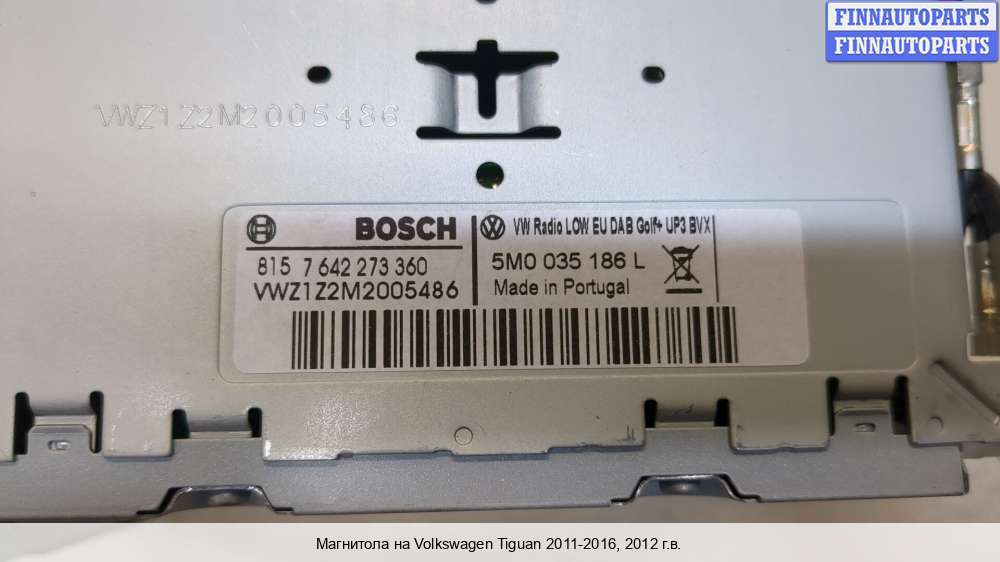 FINNAUTOPARTS
FINNAUTOPARTS
VWZ1Z2M2005486
BOSCH
VW Radio LOW EU DAB Golf+ UP3 BVX
815 7 642 273 360
5M0 035 186 L
VWZ1Z2M2005486
Made in Portugal
Магнитола на Volkswagen Tiguan 2011-2016, 2012 г.в.